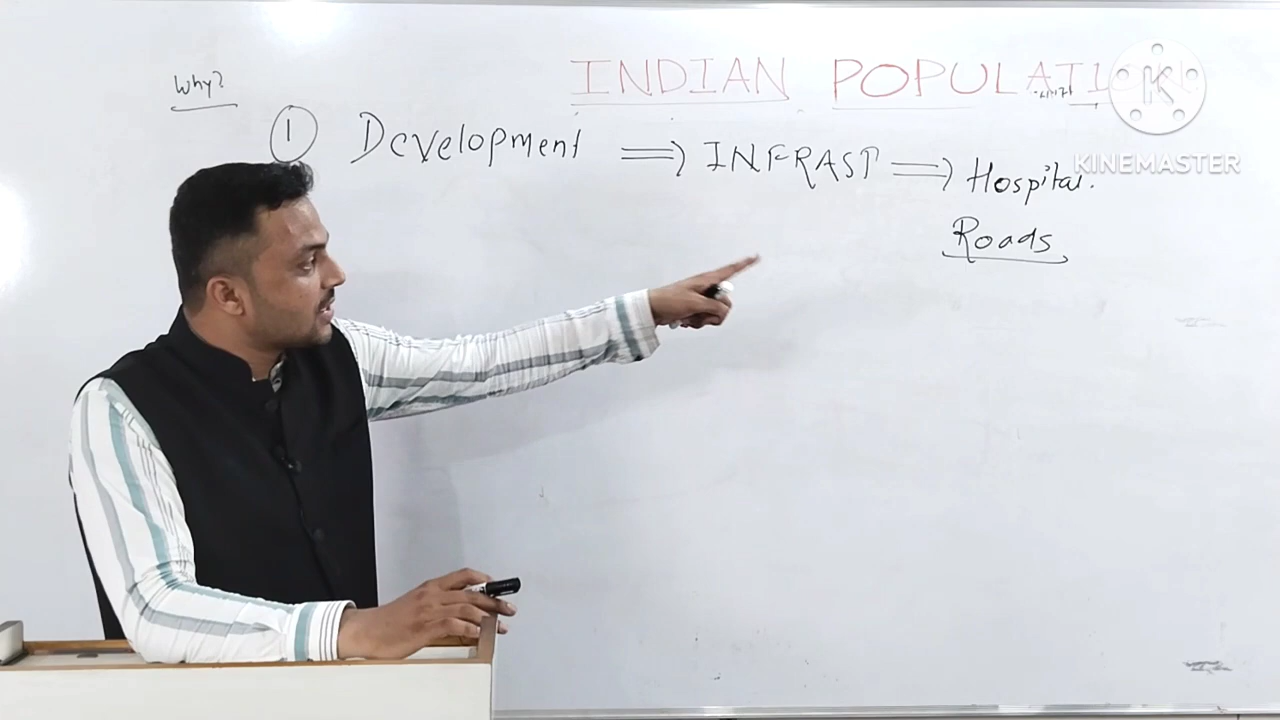 INDIAN POPULATI
Why?
① Development ⇒ INFRAST ⇒ Hospital.
Roads
K
KINEMASTER